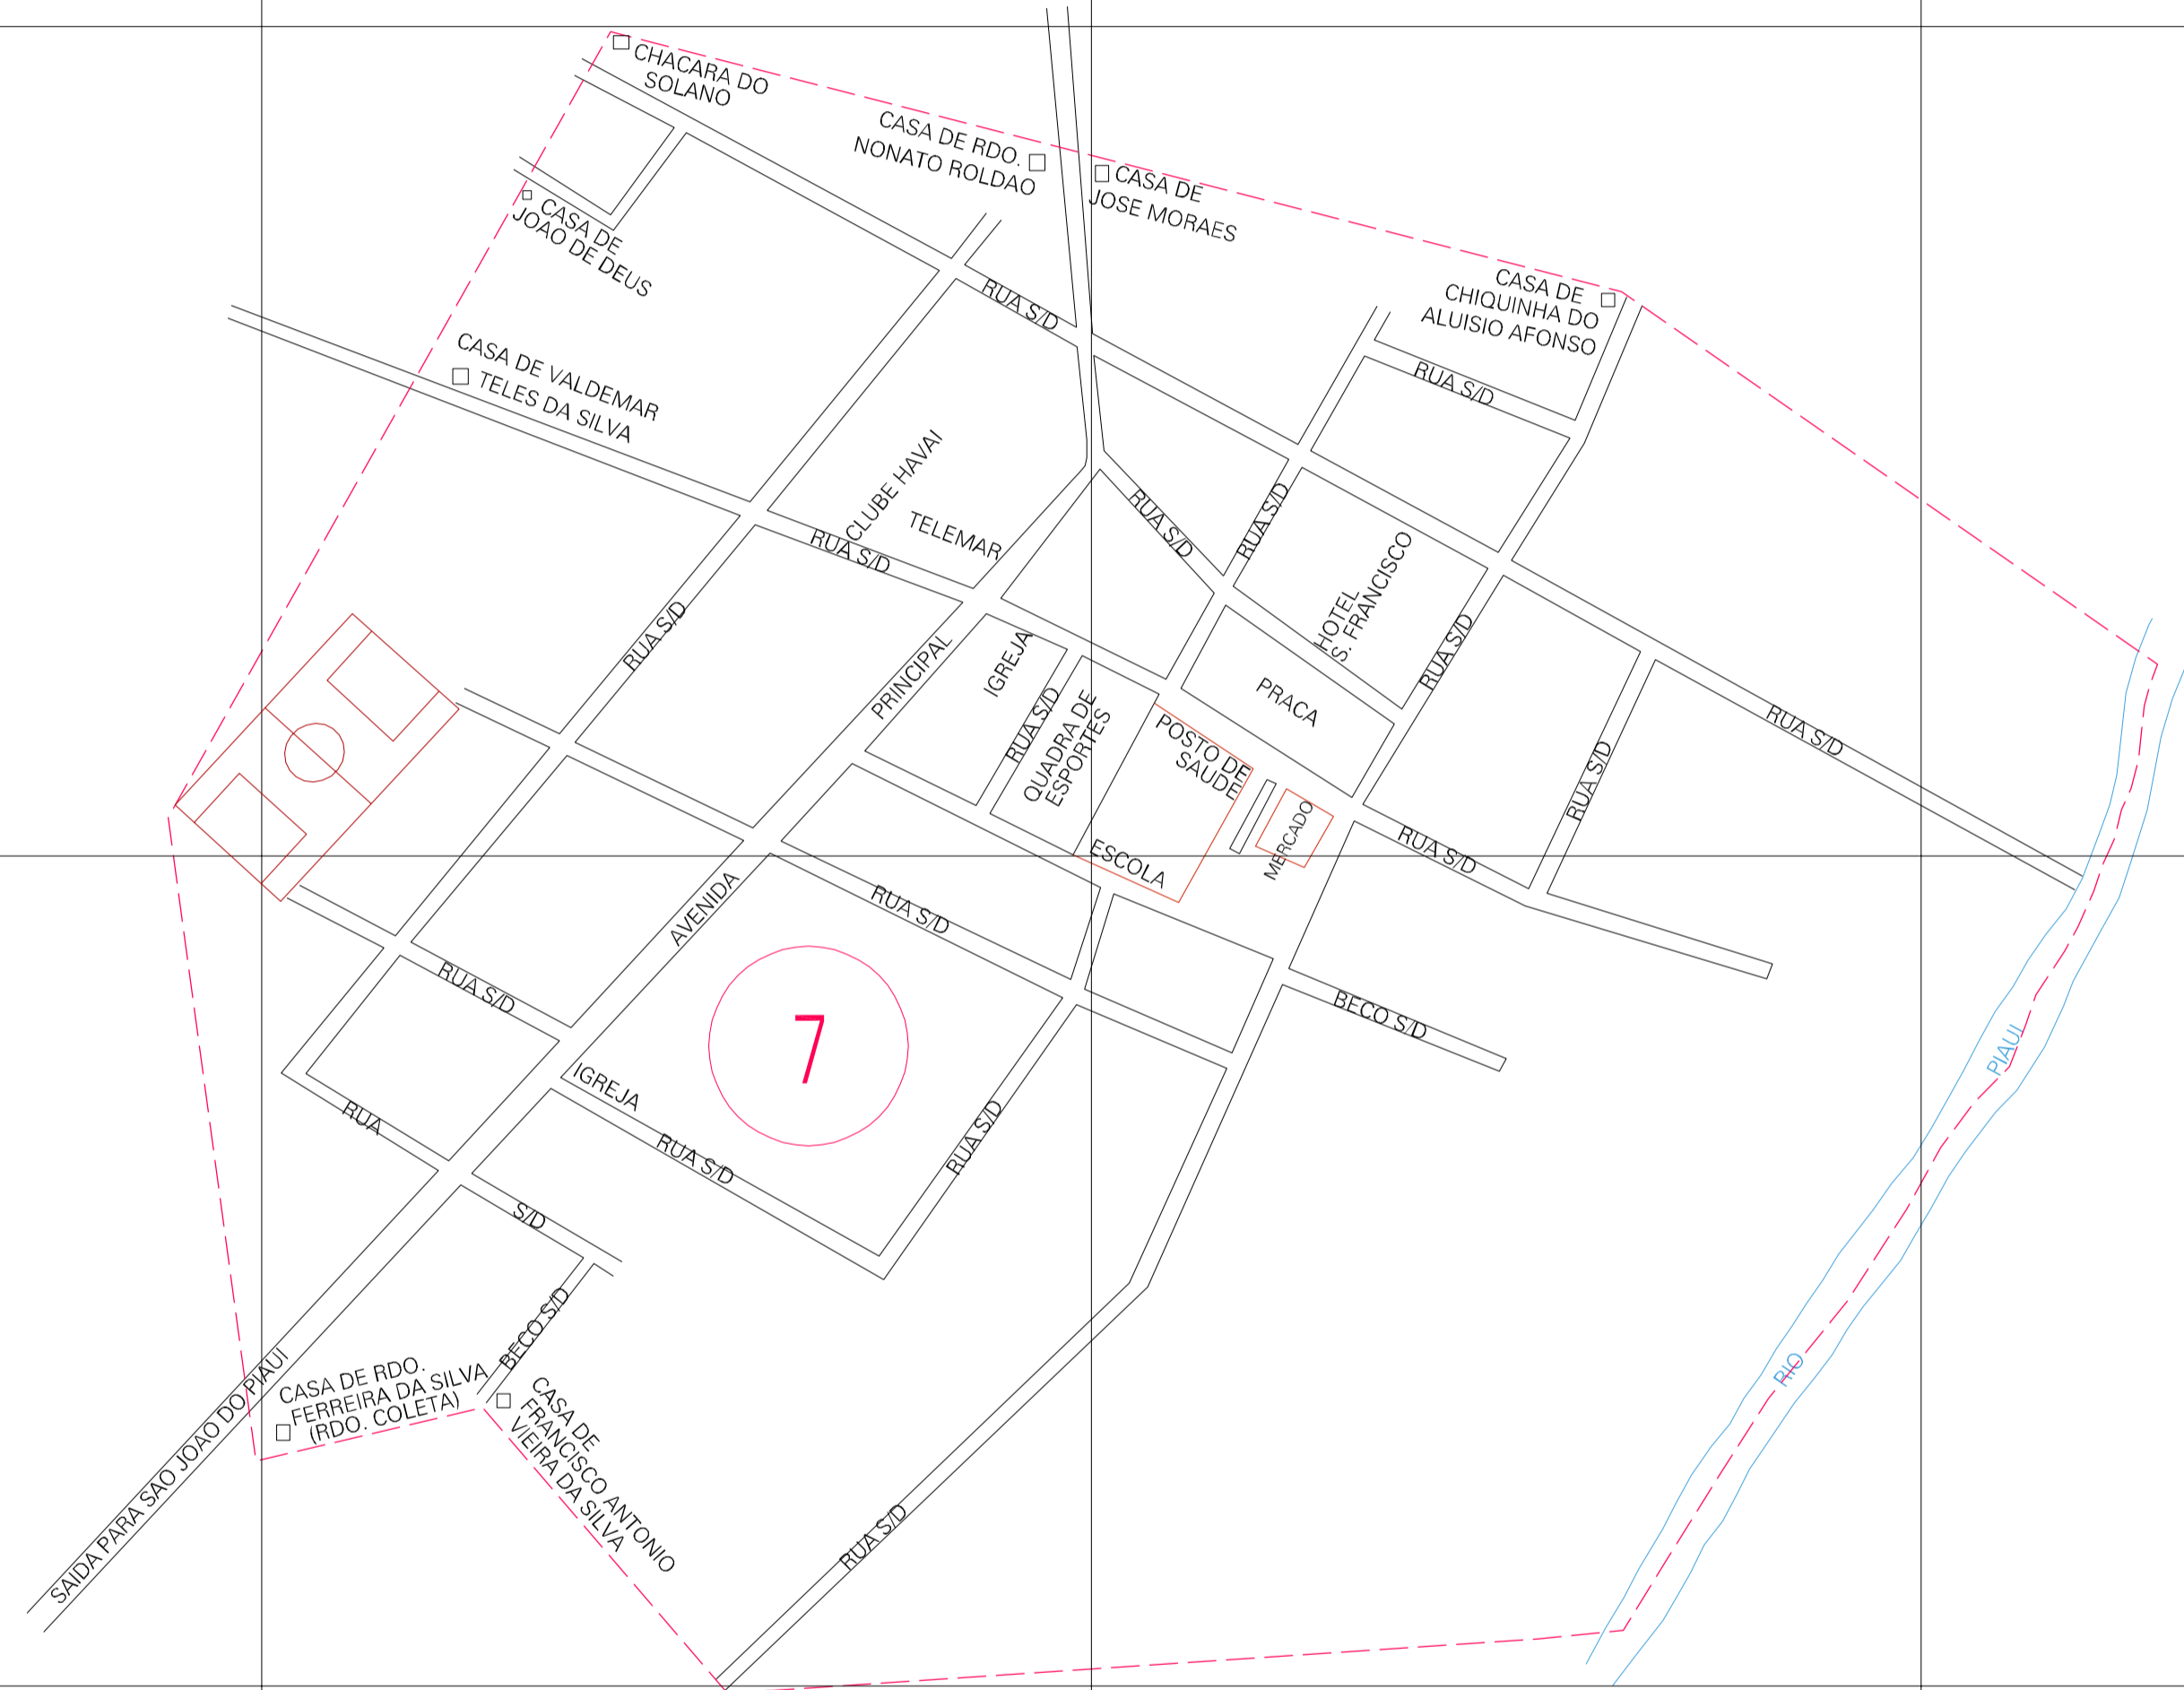 CHACARA DO
SOLANO
CASA DE RDO.
NONATO ROLDAO
CASA DE
JOSE MORAES
CASA DE
JOAO DE DEUS
CASA DE
CHIQUINHA DO
ALUISIO AFONSO
RUA S/D
CASA DE VALDEMAR
TELES DA SILVA
RUA S/D
CLUBE HAVAI
TELEMAR
RUA S/D
RUA S/D
RUA S/D
HOTEL
S. FRANCISCO
RUA S/D
RUA S/D
PRINCIPAL
IGREJA
RUA S/D
QUADRA DE
ESPORTES
PRACA
POSTO DE
SAUDE
RUA S/D
RUA S/D
MERCADO
RUA S/D
ESCOLA
AVENIDA
RUA S/D
RUA S/D
BECO S/D
7
PIAUI
IGREJA
RUA
RUA S/D
RUA S/D
S/D
BECO S/D
RIO
CASA DE RDO.
FERREIRA DA SILVA
(RDO. COLETA)
SAIDA PARA SAO JOAO DO PIAUI
CASA DE
FRANCISCO ANTONIO
VIEIRA DA SILVA
RUA S/D